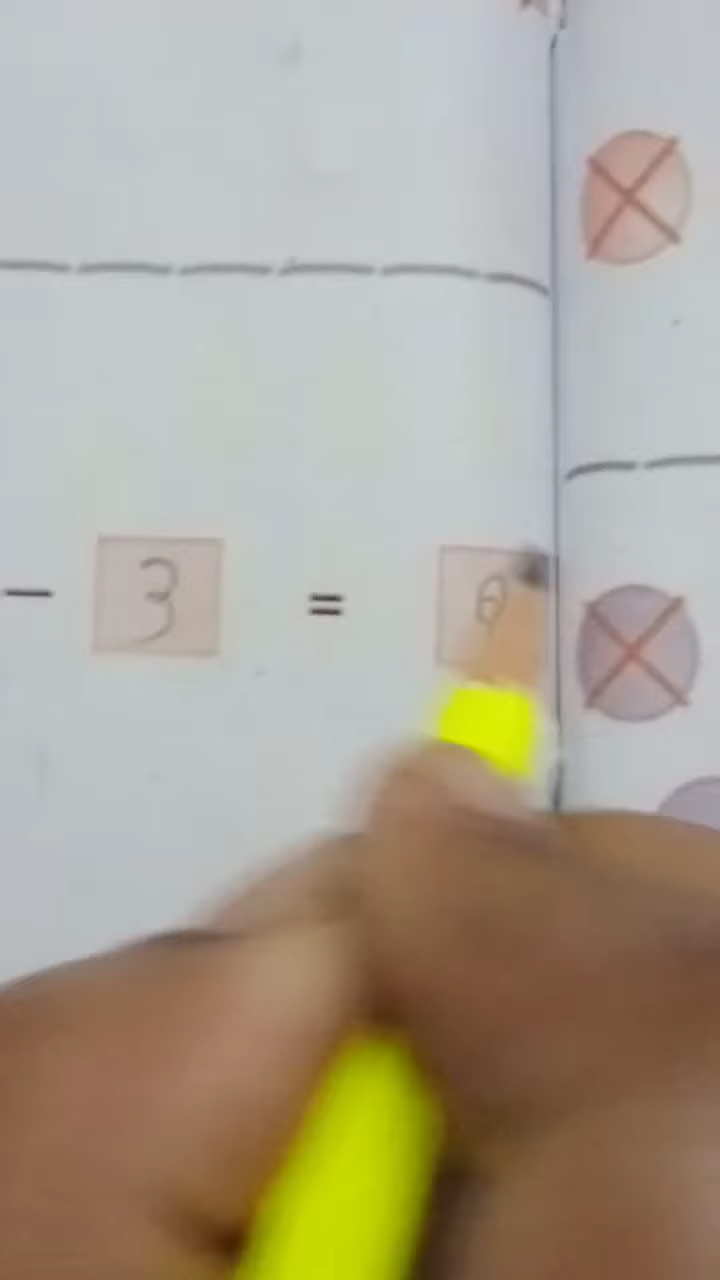 - 3 =